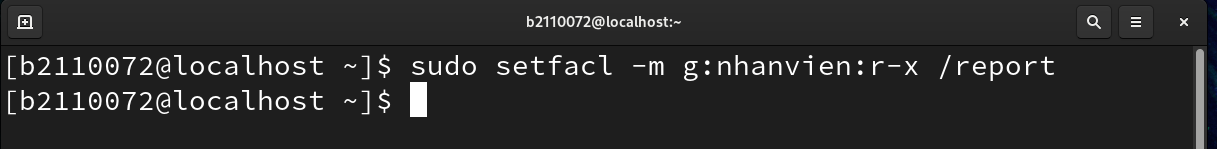 b2110072@localhost:~
[b2110072@localhost ~]$ sudo setfacl -m g:nhanvien:r-x /report
[b2110072@localhost ~]$